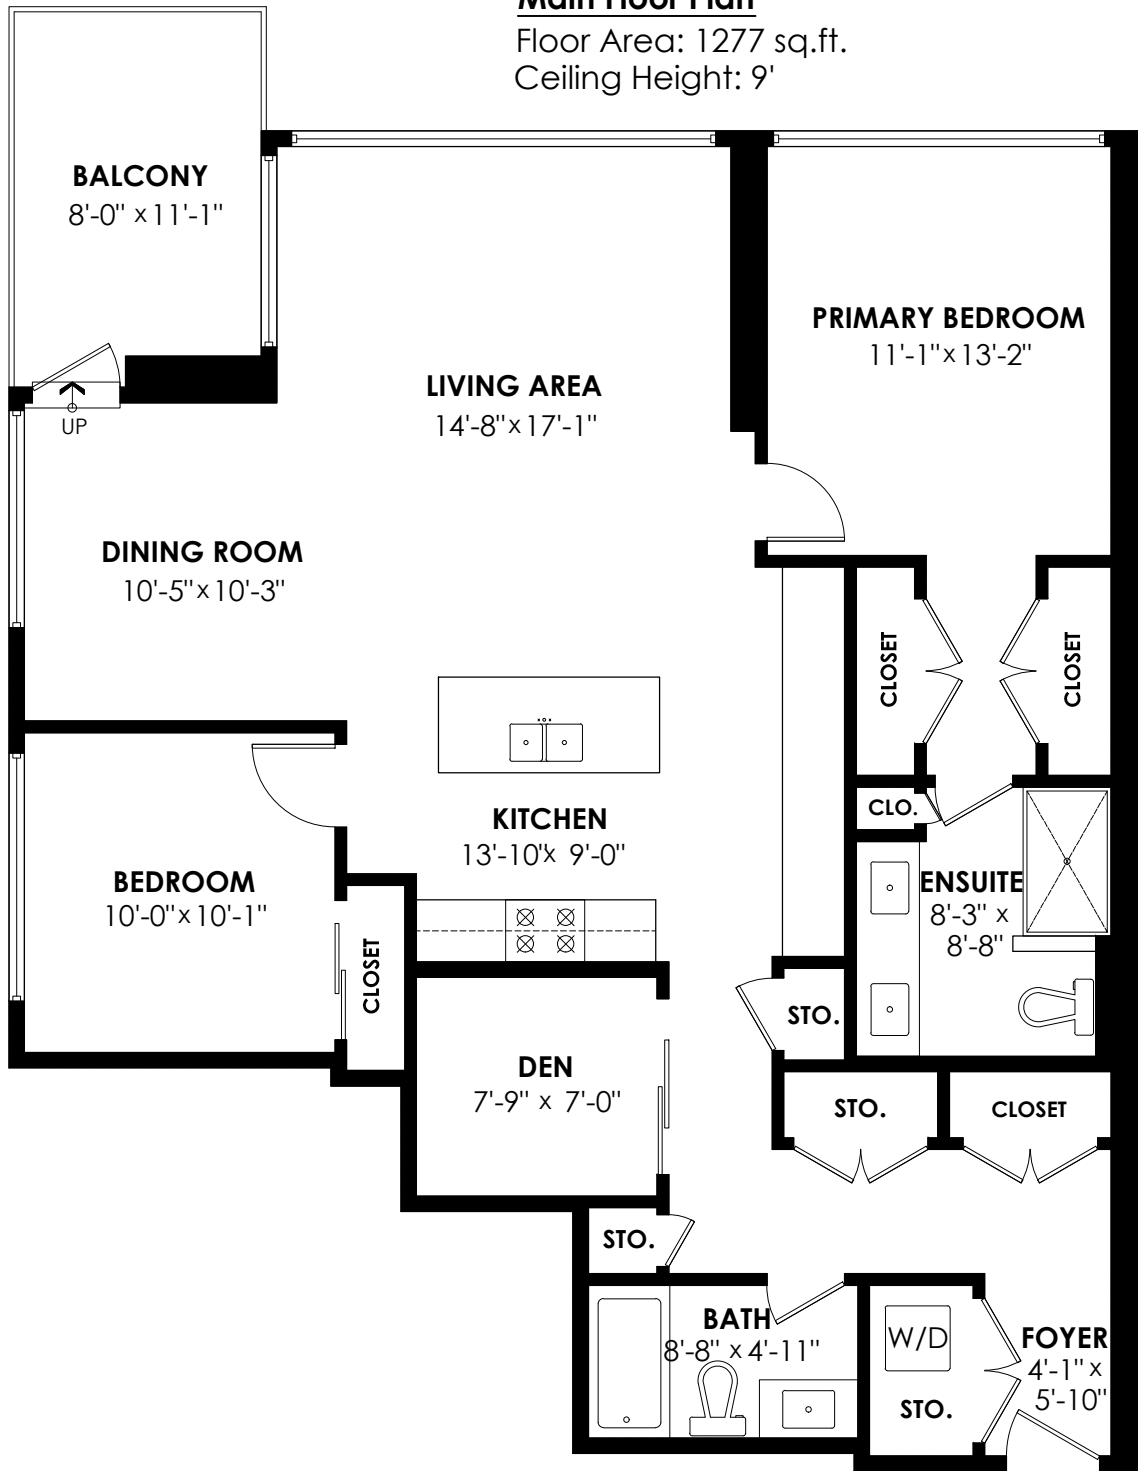 Main Floor Plan
Floor Area: 1277 sq.ft.
Ceiling Height: 9'
BALCONY
8'-0" x 11'-1"
PRIMARY BEDROOM
11'-1" x 13'-2"
LIVING AREA
14'-8" x 17'-1"
UP
DINING ROOM
10'-5" x 10'-3"
CLOSET
CLOSET
KITCHEN
13'-10' x 9'-0"
CLO.
BEDROOM
10'-0" x 10'-1"
ENSUITE
8'-3" x
8'-8"
CLOSET
STO.
DEN
7'-9" x 7'-0"
STO.
CLOSET
STO.
BATH
8'-8" x 4'-11"
W/D
STO.
FOYER
4'-1" x
5'-10"